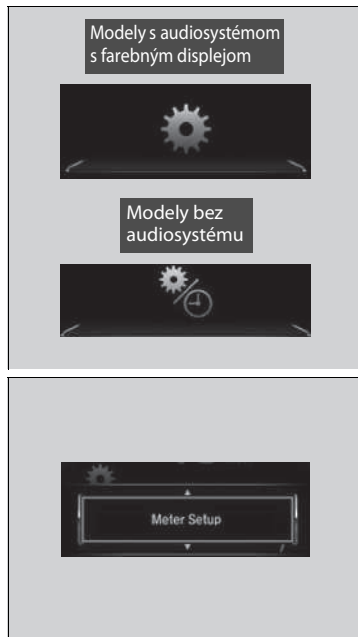 Modely s audiosystémom
s farebným displejom
Modely bez
audiosystému
Meter Setup